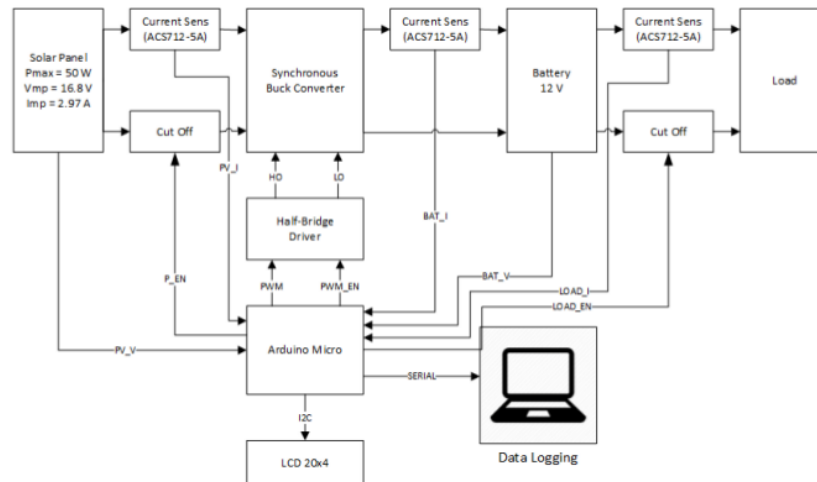 Solar Panel
Pmax = 50 W
Vmp = 16.8 V
Imp = 2.97 A
Current Sens
(ACS712-5A)
Cut Off
Synchronous
Buck Converter
Current Sens
(ACS712-5A)
Battery
12 V
Current Sens
(ACS712-5A)
Cut Off
Load
PV_I
HO
LO
BAT_I
Half-Bridge
Driver
P_EN
PWM
PWM_EN
BAT_V
LOAD_I
LOAD_EN
PV_V
Arduino Micro
SERIAL
I2C
LCD 20x4
Data Logging